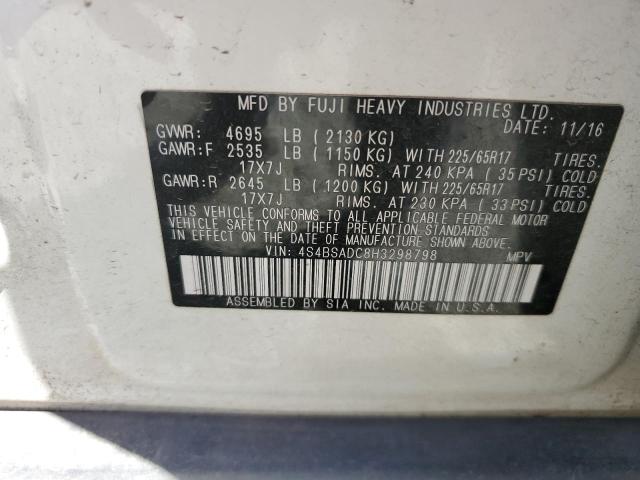 MFD BY FUJI HEAVY INDUSTRIES LTD.
DATE: 11/16
GVWR: 4695 LB ( 2130 KG)
GAWR:F 2535 LB ( 1150 KG) WITH 225/65R17 TIRES.
17X7J RIMS. AT 240 KPA ( 35 PSI) COLD
GAWR:R 2645 LB ( 1200 KG) WITH 225/65R17 TIRES.
17X7J RIMS. AT 230 KPA ( 33 PSI) COLD
THIS VEHICLE CONFORMS TO ALL APPLICABLE FEDERAL MOTOR
VEHICLE SAFETY AND THEFT PREVENTION STANDARDS IN EFFECT
ON THE DATE OF MANUFACTURE SHOWN ABOVE.
VIN: 4S4BSADC8H3298798 MPV
ASSEMBLED BY SIA INC. MADE IN U.S.A.